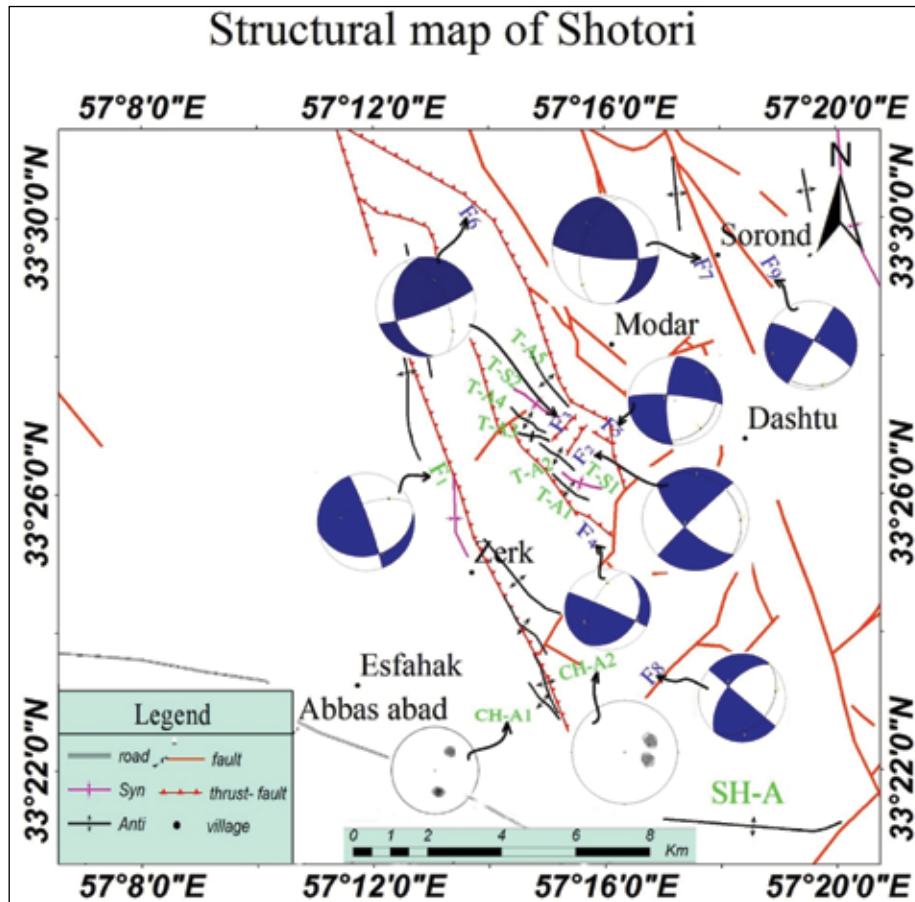 Structural map of Shotori
57°8'0"E 57°12'0"E 57°16'0"E 57°20'0"E
33°30'0"N
33°26'0"N
33°22'0"N
33°30'0"N
33°26'0"N
33°22'0"N
N
F6
F7
Sorond
F9
Modar
T-A5
T-S2
T-A4
T-A3
F3
F5
Dashtu
F2
T-A2
T-S1
T-A1
F1
F4
Zerk
CH-A2
F8
Esfahak
Abbas abad
CH-A1
SH-A
Legend
road
fault
Syn
thrust- fault
Anti
village
0 1 2 4 6 8
Km
57°8'0"E 57°12'0"E 57°16'0"E 57°20'0"E